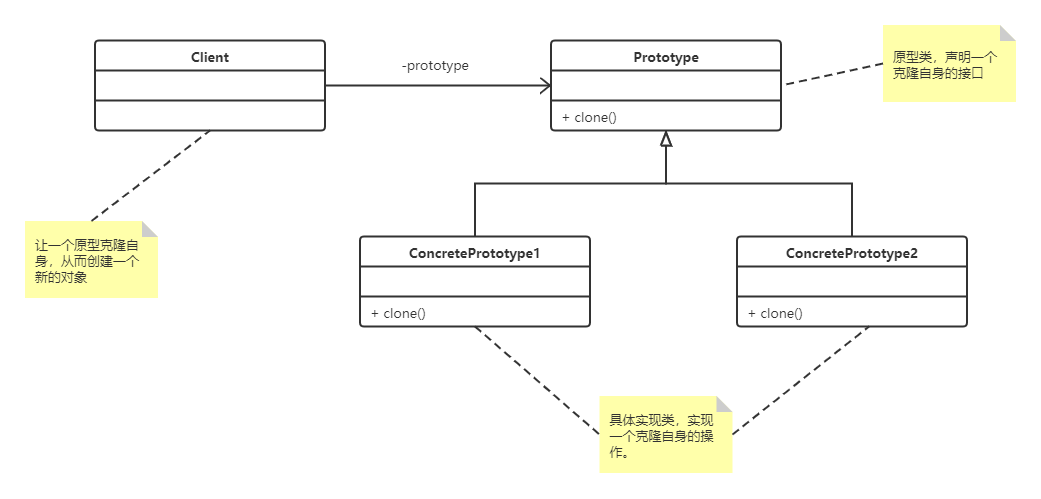 Client
-prototype
Prototype
+ clone()
原型类，声明一个
克隆自身的接口
让一个原型克隆自
身，从而创建一个
新的对象
ConcretePrototype1
+ clone()
ConcretePrototype2
+ clone()
具体实现类，实现
一个克隆自身的操
作。